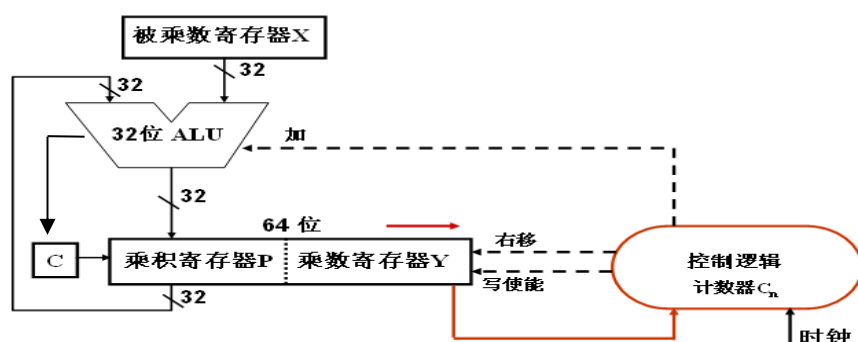 被乘数寄存器X
32
32
32位 ALU
加
32
64 位
C
乘积寄存器P
乘数寄存器Y
右移
写使能
控制逻辑
计数器Cn
32
时钟